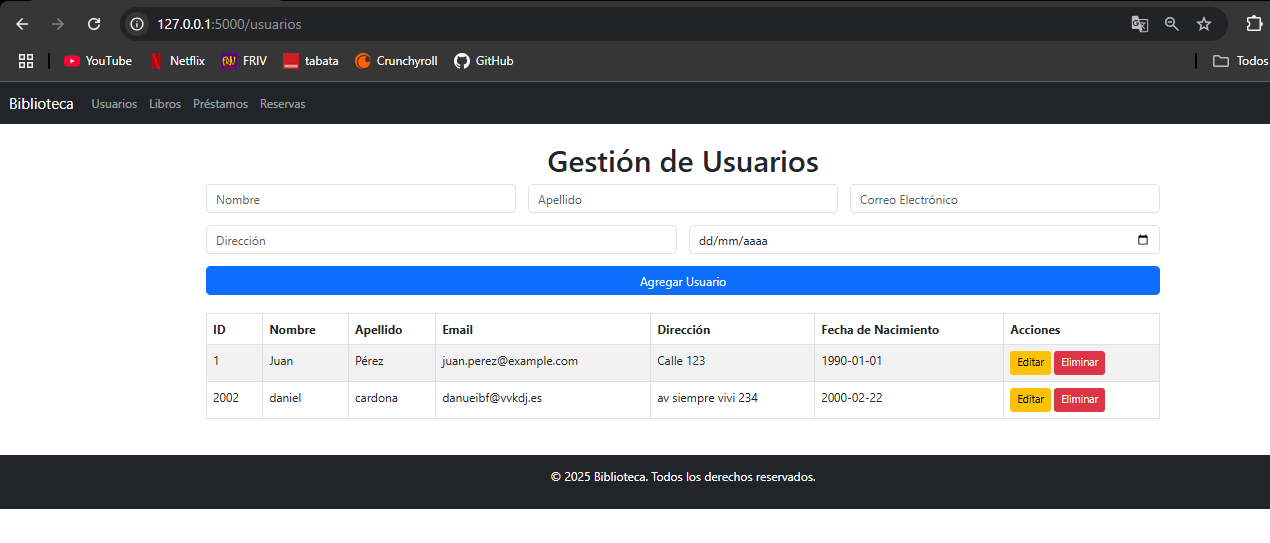 127.0.0.1:5000/usuarios
YouTube Netflix FRIV tabata Crunchyroll GitHub Todos
Biblioteca Usuarios Libros Préstamos Reservas
Gestión de Usuarios
Nombre Apellido Correo Electrónico
Dirección dd/mm/aaaa
Agregar Usuario
ID Nombre Apellido Email Dirección Fecha de Nacimiento Acciones
1 Juan Pérez juan.perez@example.com Calle 123 1990-01-01 Editar Eliminar
2002 daniel cardona danueibf@vvkdj.es av siempre vivi 234 2000-02-22 Editar Eliminar
© 2025 Biblioteca. Todos los derechos reservados.